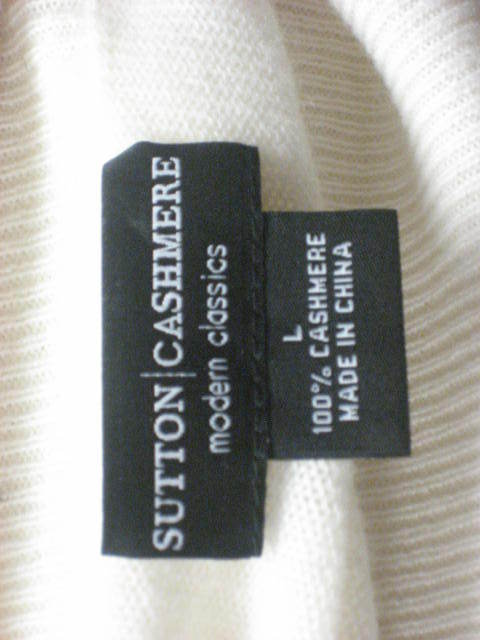 SUTTON|CASHMERE
modern classics
L
100% CASHMERE
MADE IN CHINA